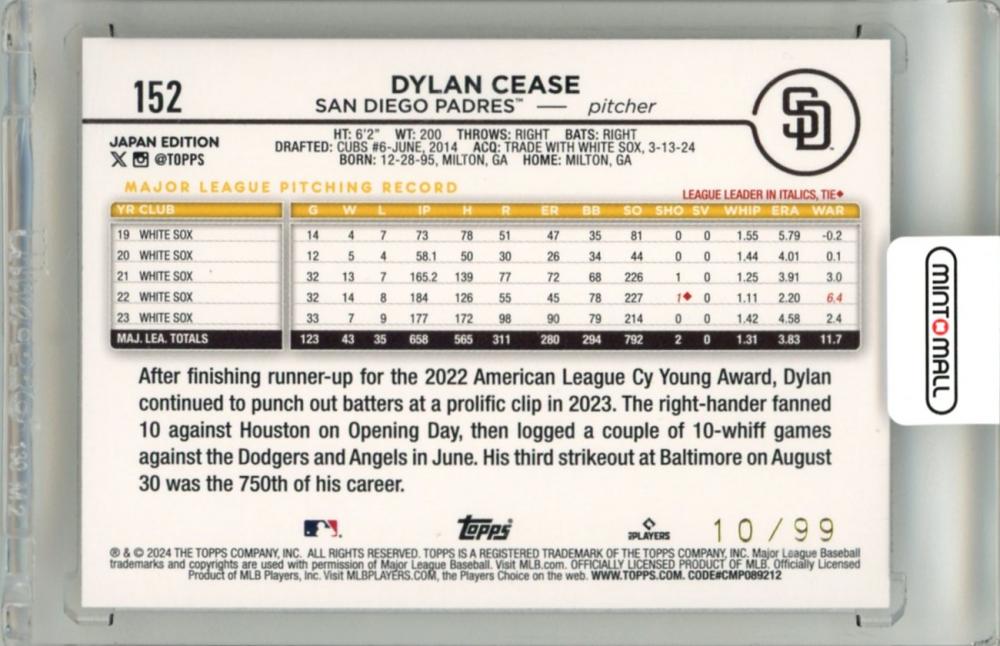 152
DYLAN CEASE
SAN DIEGO PADRES™ — pitcher
SD
JAPAN EDITION
X @TOPPS
HT: 6'2" WT: 200 THROWS: RIGHT BATS: RIGHT
DRAFTED: CUBS #6-JUNE, 2014 ACQ: TRADE WITH WHITE SOX, 3-13-24
BORN: 12-28-95, MILTON, GA HOME: MILTON, GA
MAJOR LEAGUE PITCHING RECORD
LEAGUE LEADER IN ITALICS, TIE♦
YR CLUB G W L IP H R ER BB SO SHO SV WHIP ERA WAR
19 WHITE SOX 14 4 7 73 78 51 47 35 81 0 0 1.55 5.79 -0.2
20 WHITE SOX 12 5 4 58.1 50 30 26 34 44 0 0 1.44 4.01 0.1
21 WHITE SOX 32 13 7 165.2 139 77 72 68 226 1 0 1.25 3.91 3.0
22 WHITE SOX 32 14 8 184 126 55 45 78 227 1♦ 0 1.11 2.20 6.4
23 WHITE SOX 33 7 9 177 172 98 90 79 214 0 0 1.42 4.58 2.4
MAJ. LEA. TOTALS 123 43 35 658 565 311 280 294 792 2 0 1.31 3.83 11.7
After finishing runner-up for the 2022 American League Cy Young Award, Dylan
continued to punch out batters at a prolific clip in 2023. The right-hander fanned
10 against Houston on Opening Day, then logged a couple of 10-whiff games
against the Dodgers and Angels in June. His third strikeout at Baltimore on August
30 was the 750th of his career.
topps
PLAYERS
10/99
® & © 2024 THE TOPPS COMPANY, INC. ALL RIGHTS RESERVED. TOPPS IS A REGISTERED TRADEMARK OF THE TOPPS COMPANY, INC. Major League Baseball
trademarks and copyrights are used with permission of Major League Baseball. Visit MLB.com. OFFICIALLY LICENSED PRODUCT OF MLB. Officially Licensed
Product of MLB Players, Inc. Visit MLBPLAYERS.COM, the Players Choice on the web. WWW.TOPPS.COM. CODE#CMP089212
MINTOMALL